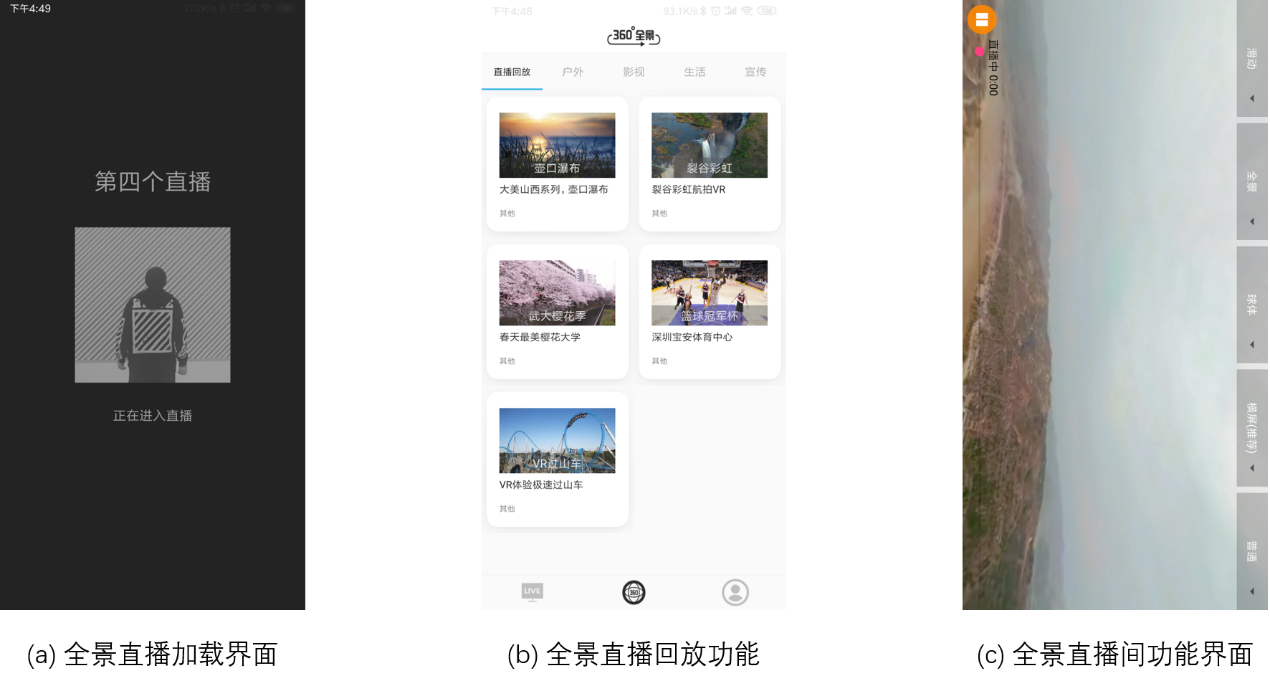 下午4:49
202K/s
第四个直播
正在进入直播
(a) 全景直播加载界面
下午4:48
93.1K/s
360°全景
直播回放
户外
影视
生活
宣传
壶口瀑布
大美山西系列，壶口瀑布
其他
裂谷彩虹
裂谷彩虹航拍VR
其他
武大樱花季
春天最美樱花大学
其他
篮球冠军杯
深圳宝安体育中心
其他
VR过山车
VR体验极速过山车
其他
LIVE
360
(b) 全景直播回放功能
直播中 0:00
滑动
全景
球体
横屏(推荐)
普通
(c) 全景直播间功能界面